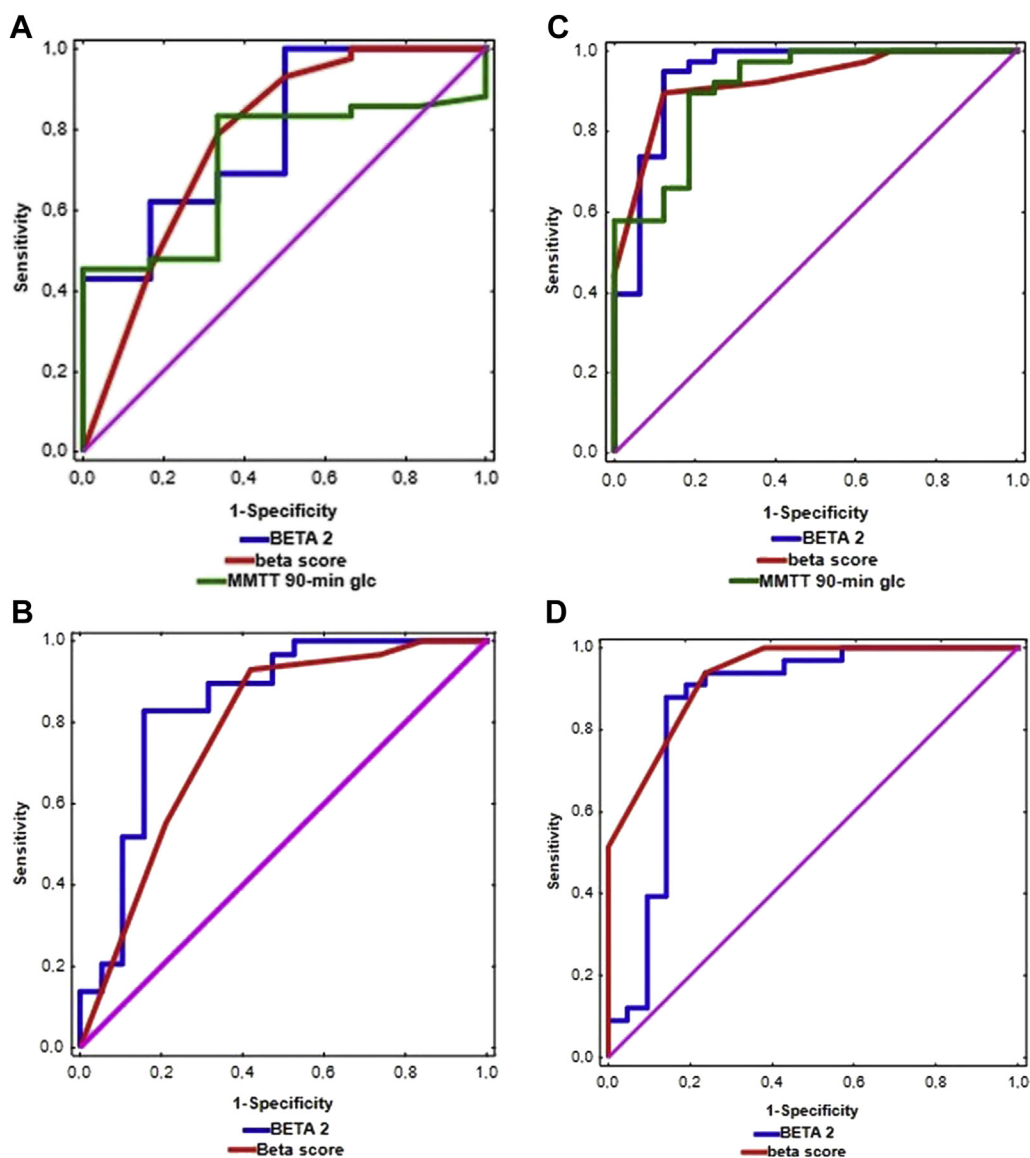 A
1.0
0.8
0.6
0.4
0.2
0.0
Sensitivity
0,0 0,2 0,4 0,6 0,8 1.0
1-Specificity
BETA 2
beta score
MMTT 90-min glc
C
1.0
0.8
0.6
0.4
0.2
0.0
Sensitivity
0,0 0,2 0,4 0,6 0,8 1.0
1-Specificity
BETA 2
beta score
MMTT 90-min glc
B
1.0
0.8
0.6
0.4
0.2
0.0
Sensitivity
0.0 0.2 0.4 0.6 0.8 1.0
1-Specificity
BETA 2
Beta score
D
1.0
0.8
0.6
0.4
0.2
0.0
Sensitivity
0,0 0,2 0,4 0,6 0,8 1,0
1-Specificity
BETA 2
beta score